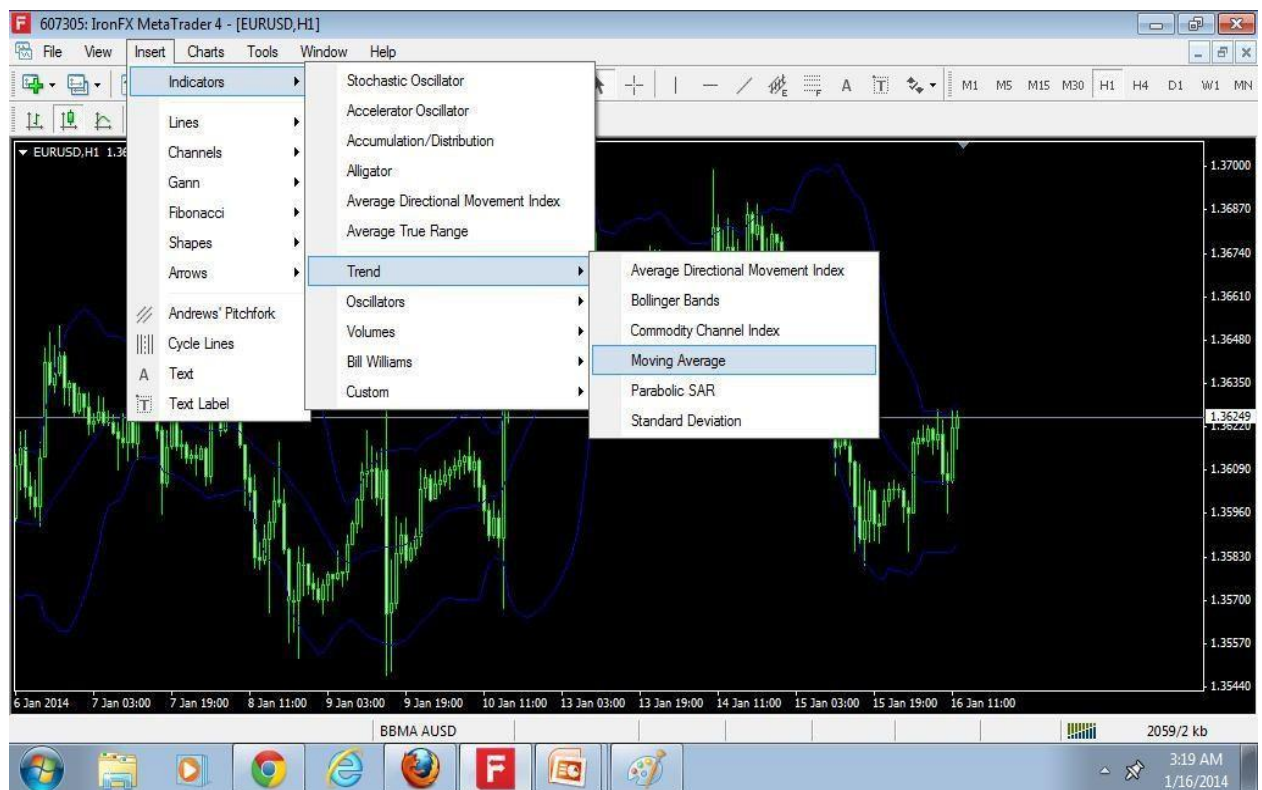 607305: IronFX MetaTrader 4 - [EURUSD,H1]
File View Insert Charts Tools Window Help
M1 M5 M15 M30 H1 H4 D1 W1 MN
Indicators
Lines
Channels
Gann
Fibonacci
Shapes
Arrows
Andrews' Pitchfork
Cycle Lines
A Text
T Text Label
Stochastic Oscillator
Accelerator Oscillator
Accumulation/Distribution
Alligator
Average Directional Movement Index
Average True Range
Trend
Oscillators
Volumes
Bill Williams
Custom
Average Directional Movement Index
Bollinger Bands
Commodity Channel Index
Moving Average
Parabolic SAR
Standard Deviation
EURUSD,H1
1.37000
1.36870
1.36740
1.36610
1.36480
1.36350
1.36249
1.36220
1.36090
1.35960
1.35830
1.35700
1.35570
1.35440
6 Jan 2014 7 Jan 03:00 7 Jan 19:00 8 Jan 11:00 9 Jan 03:00 9 Jan 19:00 10 Jan 11:00 13 Jan 03:00 13 Jan 19:00 14 Jan 11:00 15 Jan 03:00 15 Jan 19:00 16 Jan 11:00
BBMA AUSD 2059/2 kb
3:19 AM
1/16/2014